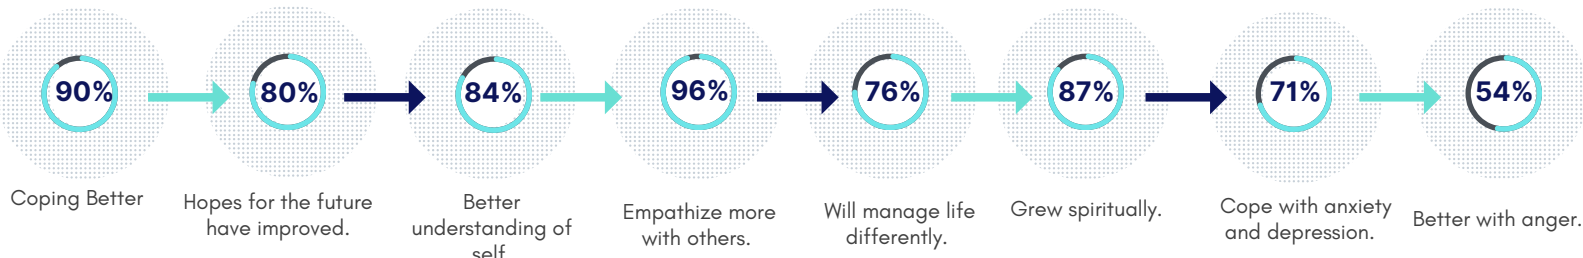 90%
Coping Better
80%
Hopes for the future
have improved.
84%
Better
understanding of
self
96%
Empathize more
with others.
76%
Will manage life
differently.
87%
Grew spiritually.
71%
Cope with anxiety
and depression.
54%
Better with anger.